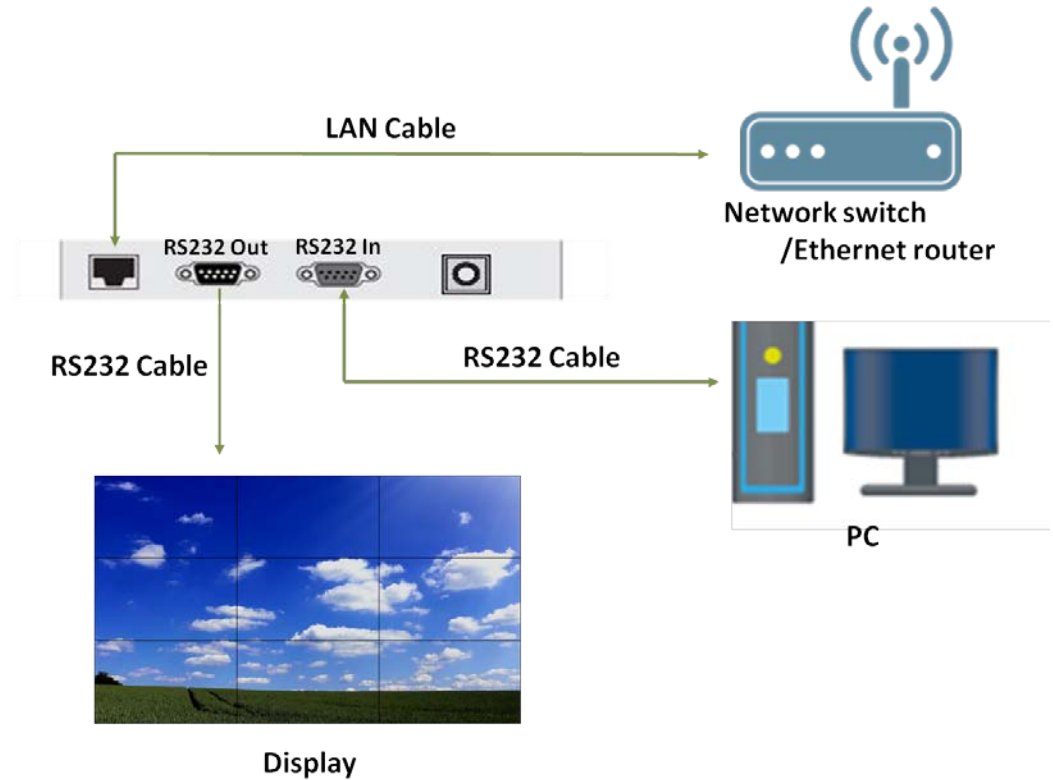 LAN Cable
Network switch
/Ethernet router
RS232 Out
RS232 In
RS232 Cable
RS232 Cable
PC
Display